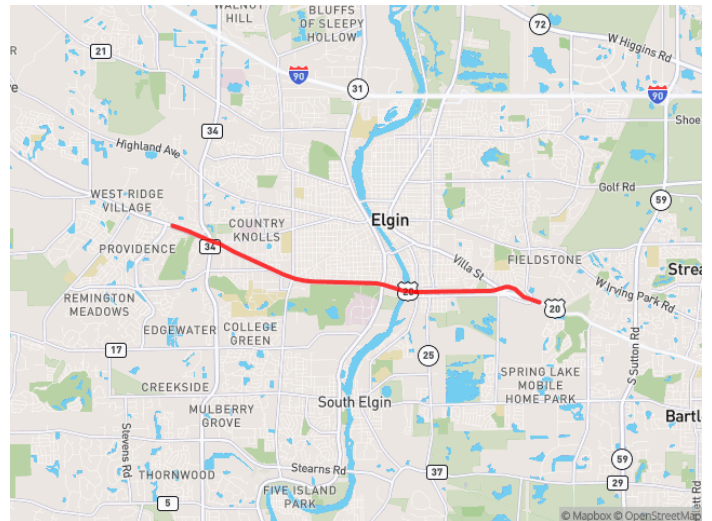 WALNUT
HILL
BLUFFS
OF SLEEPY
HOLLOW
72
W Higgins Rd
21
90
31
90
Shoe
34
Highland Ave
Golf Rd
WEST RIDGE
VILLAGE
59
COUNTRY
KNOLLS
Elgin
34
PROVIDENCE
Villa St
FIELDSTONE
Strea
W Irving Park Rd
REMINGTON
MEADOWS
20
20
EDGEWATER
COLLEGE
GREEN
S Sutton Rd
17
25
CREEKSIDE
SPRING LAKE
MOBILE
HOME PARK
MULBERRY
GROVE
South Elgin
Bartl
Stevens Rd
THORNWOOD
Stearns Rd
37
59
29
5
FIVE ISLAND
PARK
lett Rd
© Mapbox © OpenStreetMap